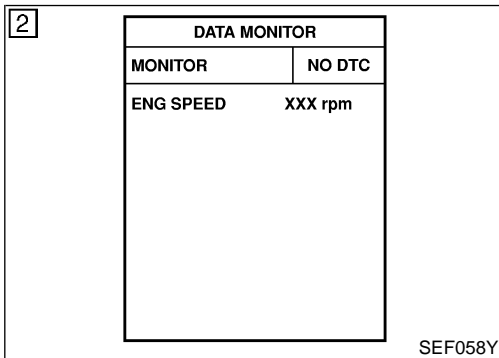 2
DATA MONITOR
MONITOR NO DTC
ENG SPEED XXX rpm
SEF058Y